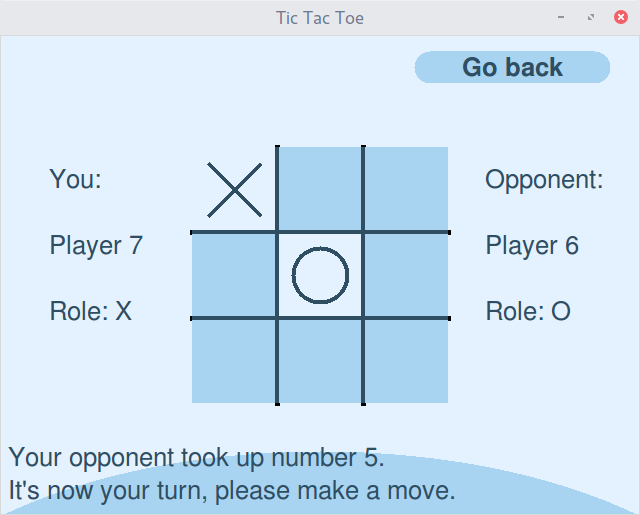 Tic Tac Toe
Go back
You:
Player 7
Role: X
Opponent:
Player 6
Role: O
Your opponent took up number 5.
It's now your turn, please make a move.